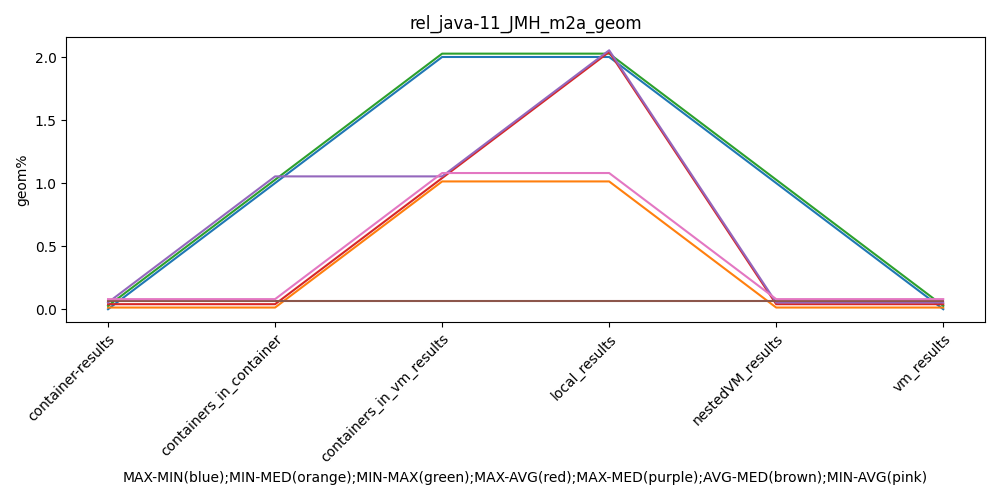 rel_java-11_JMH_m2a_geom
2.0
1.5
1.0
0.5
0.0
geom%
container-results
containers_in_container
containers_in_vm_results
local_results
nestedVM_results
vm_results
MAX-MIN(blue);MIN-MED(orange);MIN-MAX(green);MAX-AVG(red);MAX-MED(purple);AVG-MED(brown);MIN-AVG(pink)